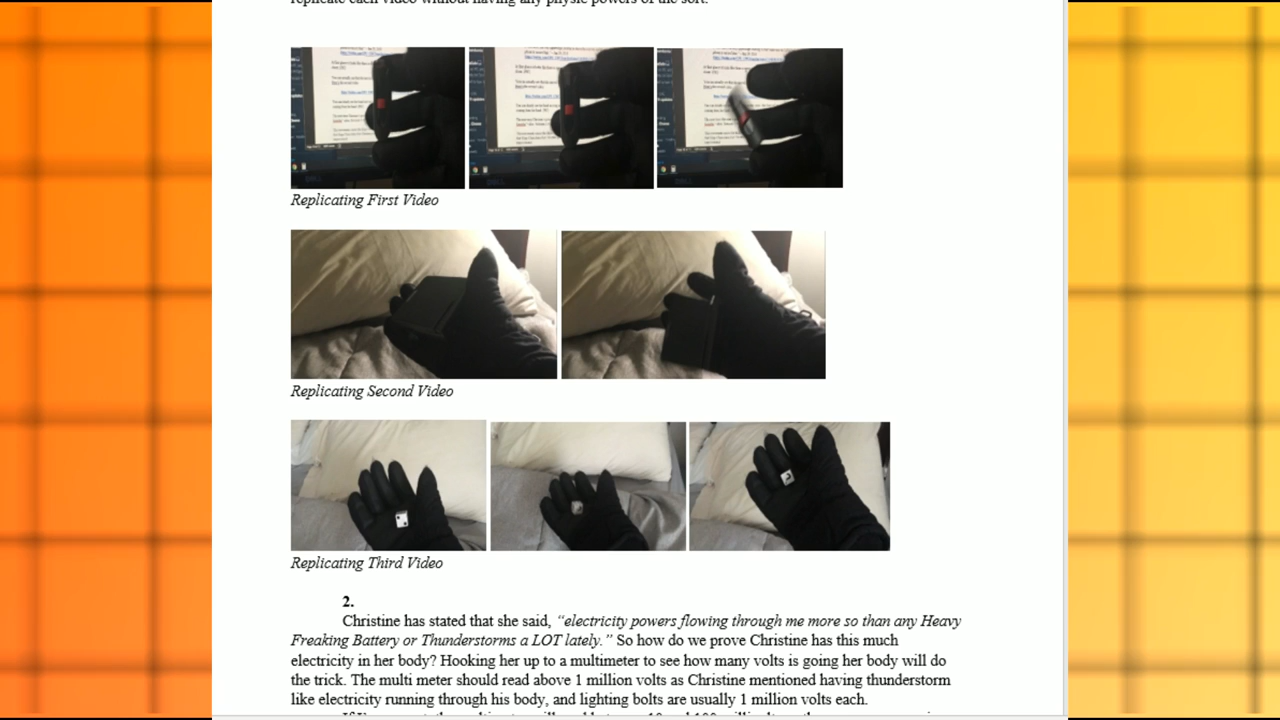 replicate each video without having any physic powers of the sort.
Replicating First Video
Replicating Second Video
Replicating Third Video
2.
Christine has stated that she said, “electricity powers flowing through me more so than any Heavy
Freaking Battery or Thunderstorms a LOT lately.” So how do we prove Christine has this much
electricity in her body? Hooking her up to a multimeter to see how many volts is going her body will do
the trick. The multi meter should read above 1 million volts as Christine mentioned having thunderstorm
like electricity running through his body, and lighting bolts are usually 1 million volts each.